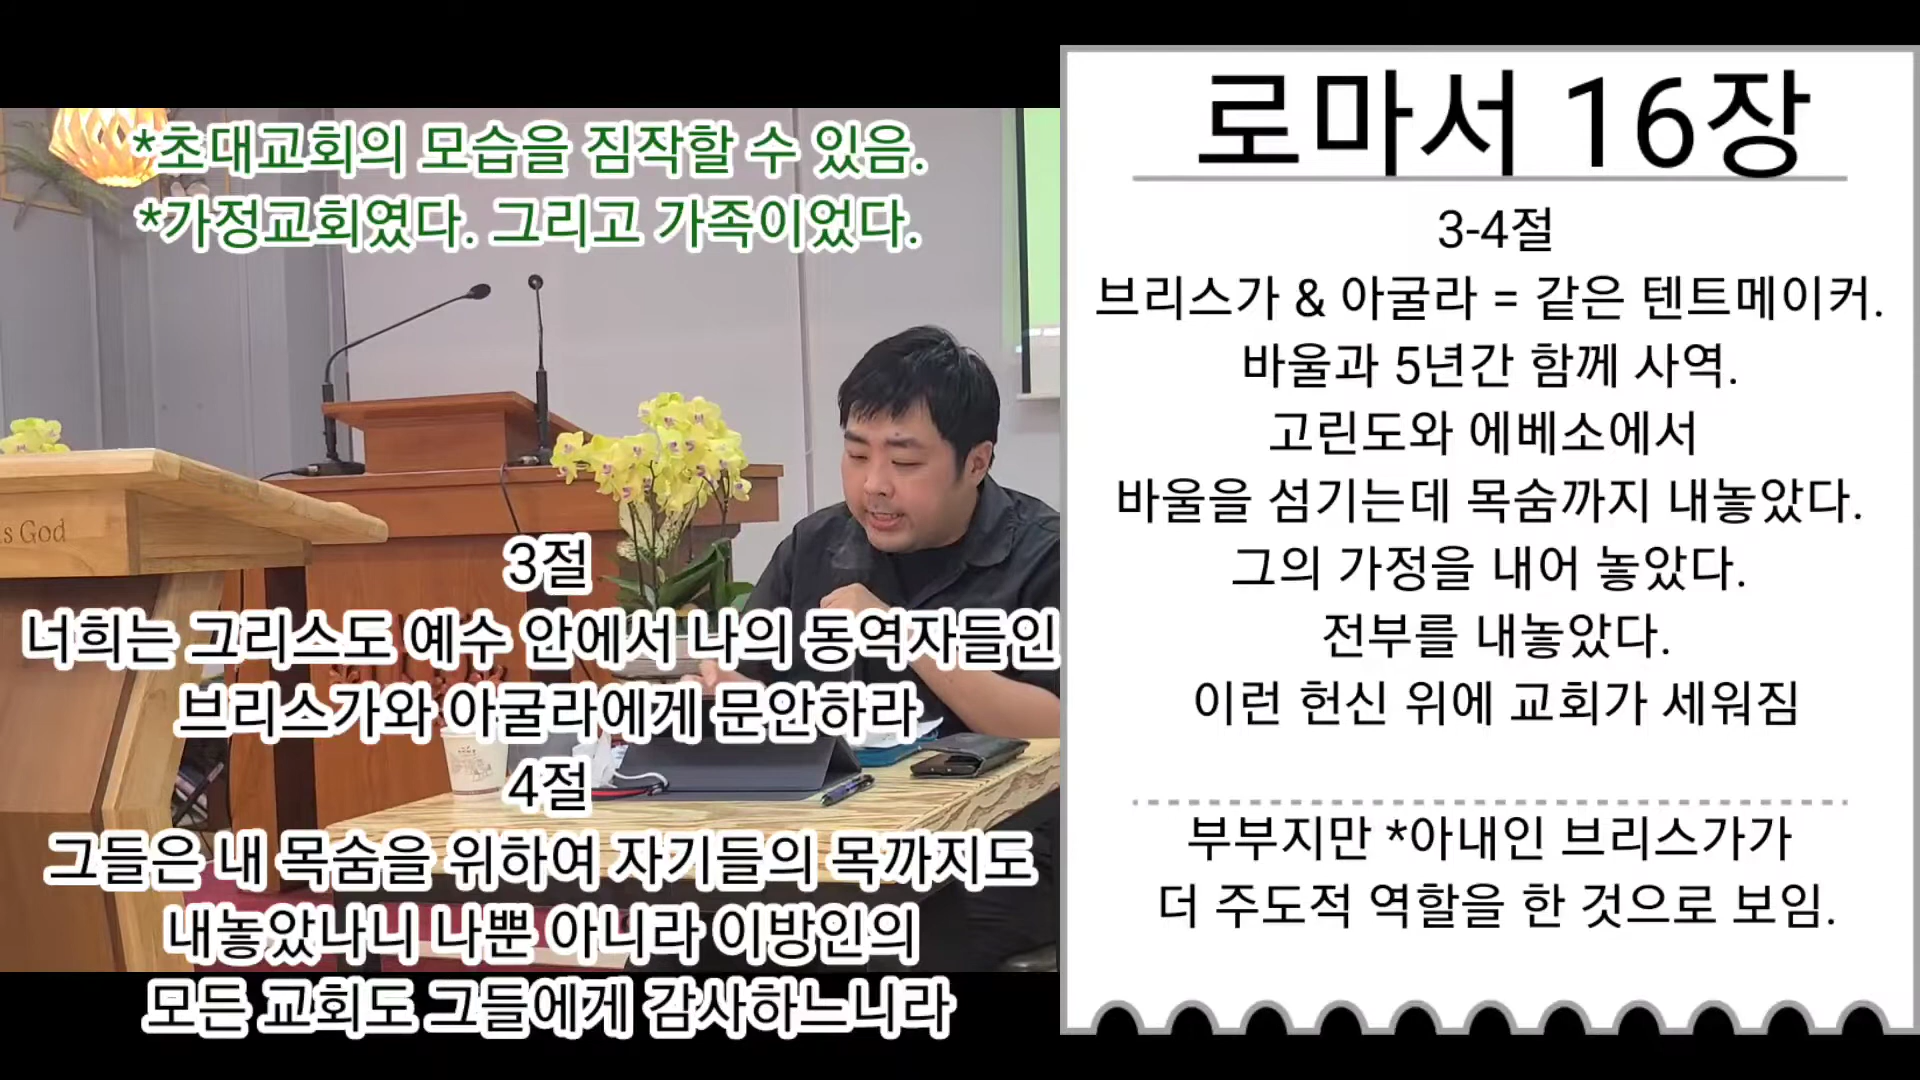 *초대교회의 모습을 짐작할 수 있음.
*가정교회였다. 그리고 가족이었다.
s God
3절
너희는 그리스도 예수 안에서 나의 동역자들인
브리스가와 아굴라에게 문안하라
4절
그들은 내 목숨을 위하여 자기들의 목까지도
내놓았나니 나뿐 아니라 이방인의
모든 교회도 그들에게 감사하느니라
로마서 16장
3-4절
브리스가 & 아굴라 = 같은 텐트메이커.
바울과 5년간 함께 사역.
고린도와 에베소에서
바울을 섬기는데 목숨까지 내놓았다.
그의 가정을 내어 놓았다.
전부를 내놓았다.
이런 헌신 위에 교회가 세워짐
부부지만 *아내인 브리스가가
더 주도적 역할을 한 것으로 보임.